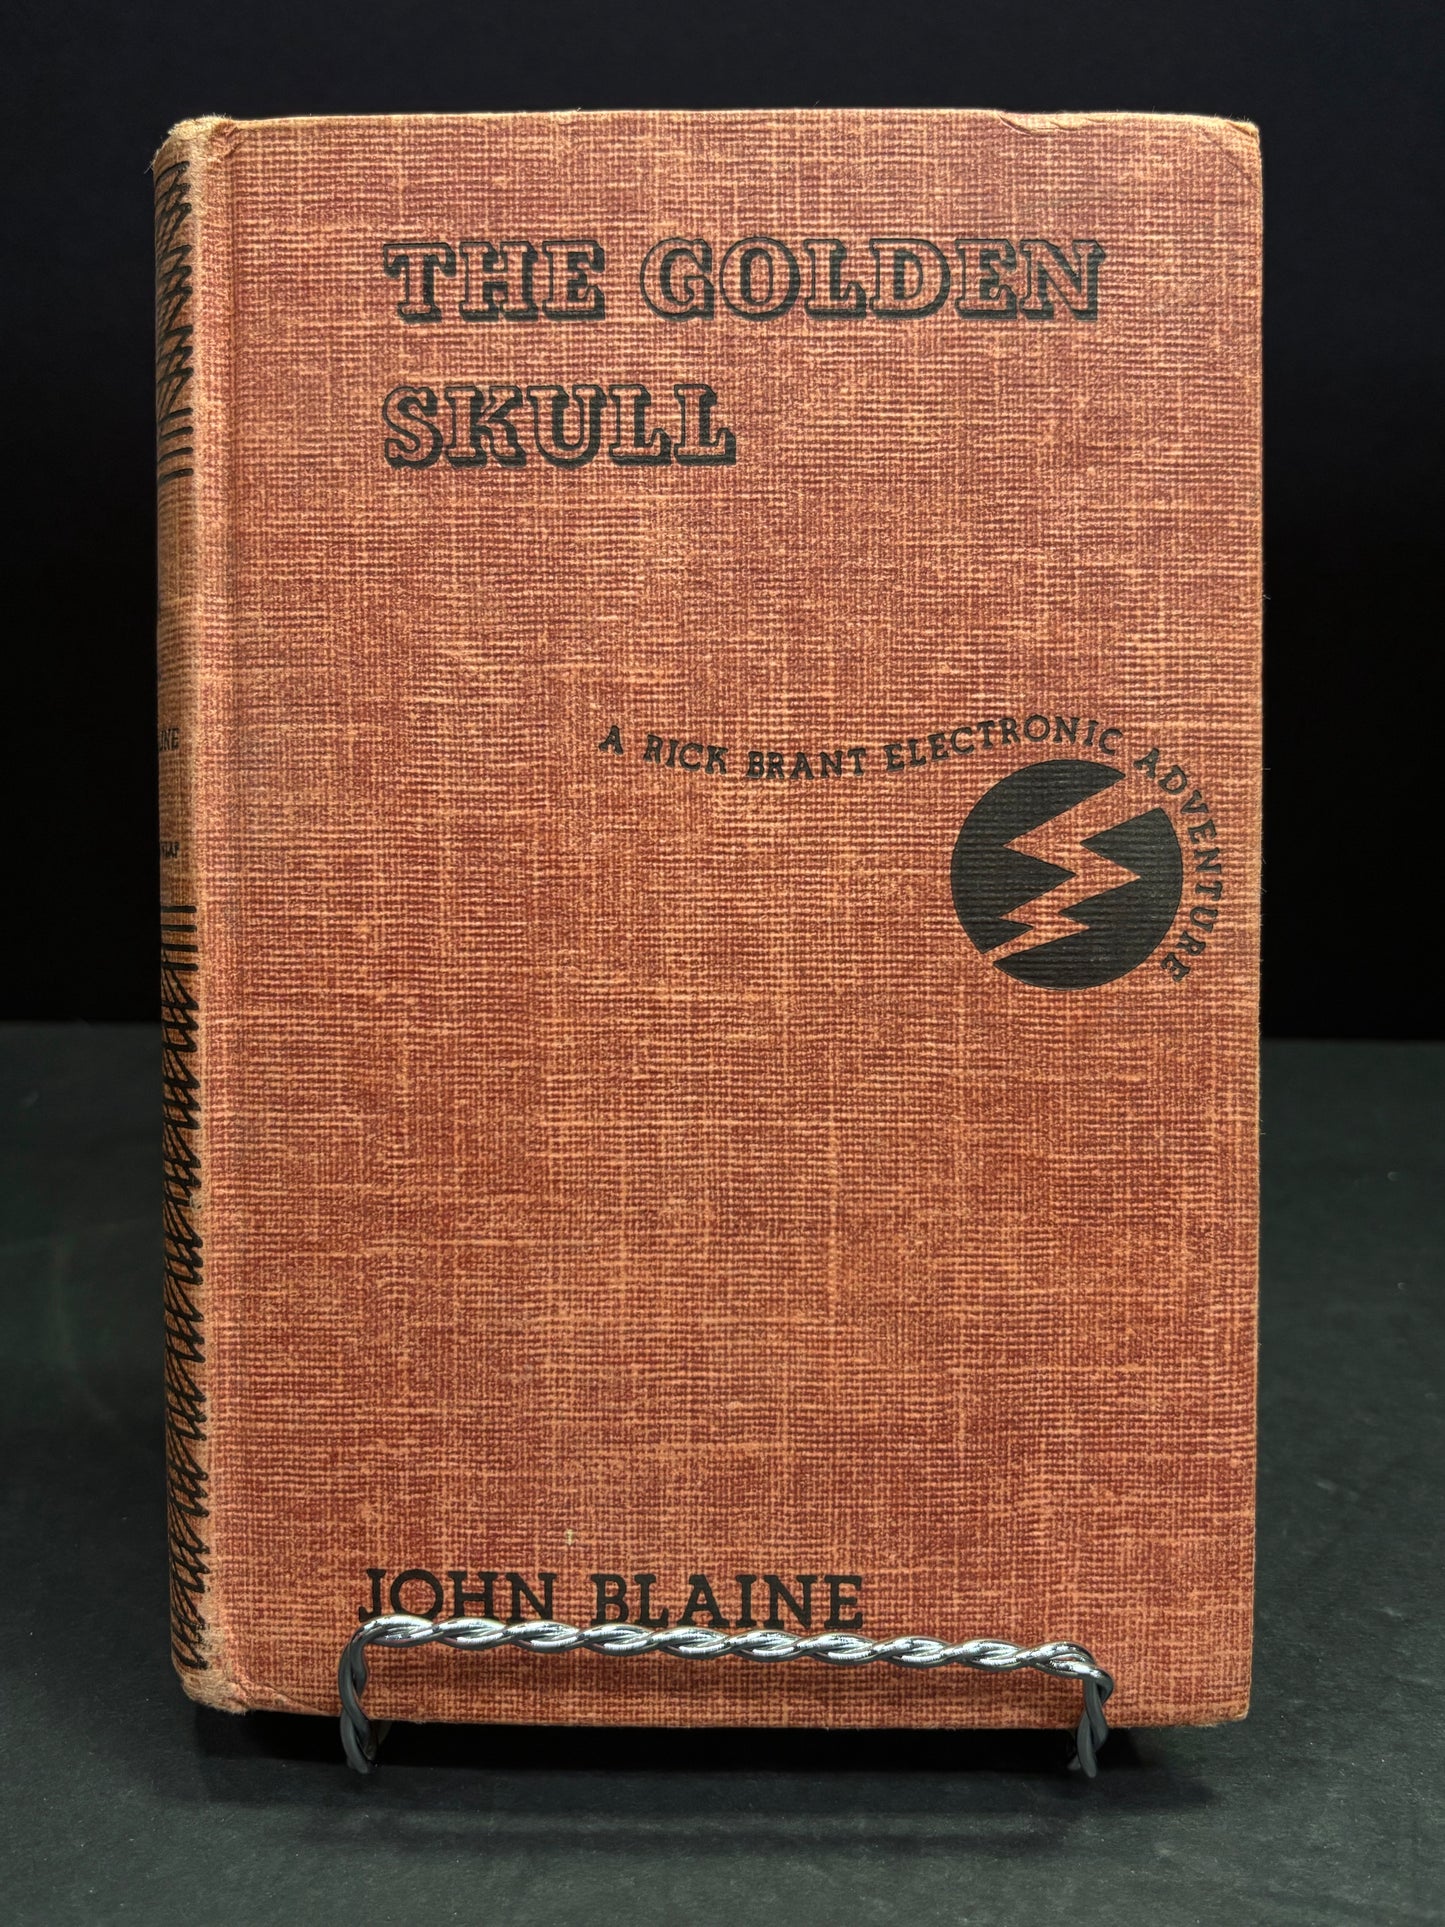 THE GOLDEN
SKULL
A RICK BRANT ELECTRONIC ADVENTURE
JOHN BLAINE